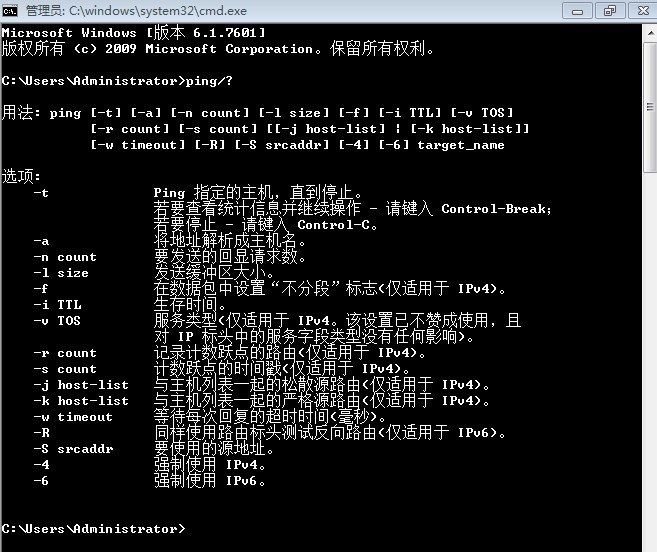 管理员: C:\windows\system32\cmd.exe
Microsoft Windows [版本 6.1.7601]
版权所有 (c) 2009 Microsoft Corporation。保留所有权利。
C:\Users\Administrator>ping/?
用法: ping [-t] [-a] [-n count] [-l size] [-f] [-i TTL] [-v TOS]
[-r count] [-s count] [[-j host-list] | [-k host-list]]
[-w timeout] [-R] [-S srcaddr] [-4] [-6] target_name
选项:
-t Ping 指定的主机，直到停止。
若要查看统计信息并继续操作 - 请键入 Control-Break;
若要停止 - 请键入 Control-C。
-a 将地址解析成主机名。
-n count 要发送的回显请求数。
-l size 发送缓冲区大小。
-f 在数据包中设置“不分段”标志(仅适用于 IPv4)。
-i TTL 生存时间。
-v TOS 服务类型(仅适用于 IPv4。该设置已不赞成使用，且
对 IP 标头中的服务字段类型没有任何影响)。
-r count 记录计数跃点的路由(仅适用于 IPv4)。
-s count 计数跃点的时间戳(仅适用于 IPv4)。
-j host-list 与主机列表一起的松散源路由(仅适用于 IPv4)。
-k host-list 与主机列表一起的严格源路由(仅适用于 IPv4)。
-w timeout 等待每次回复的超时时间(毫秒)。
-R 同样使用路由标头测试反向路由(仅适用于 IPv6)。
-S srcaddr 要使用的源地址。
-4 强制使用 IPv4。
-6 强制使用 IPv6。
C:\Users\Administrator>